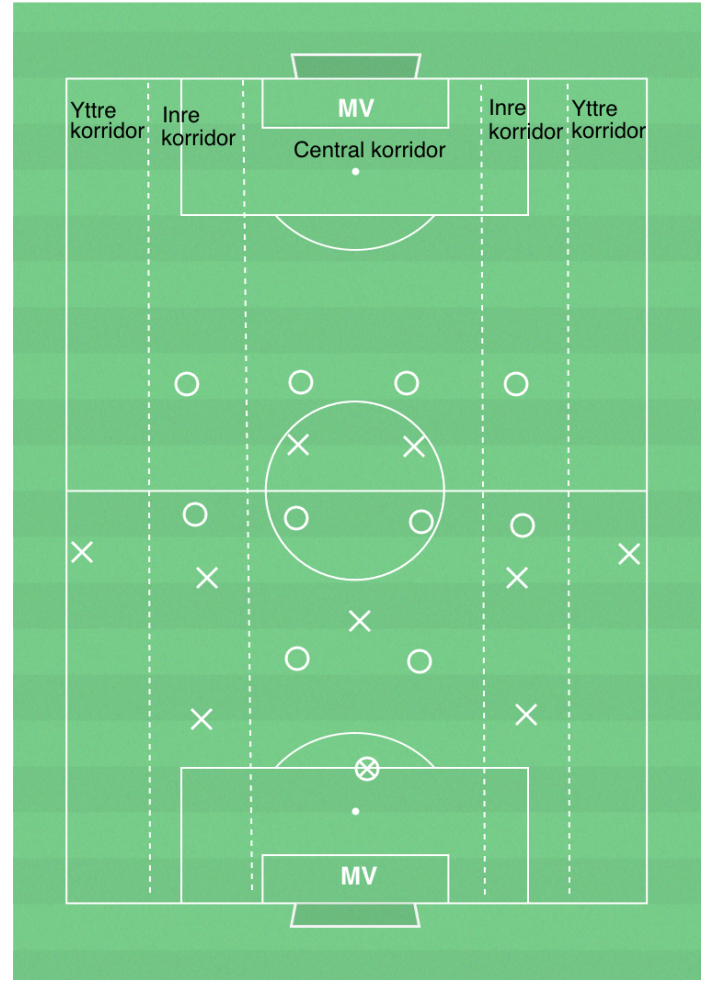 MV
Yttre
korridor
Inre
korridor
Central korridor
Inre
korridor
Yttre
korridor
MV